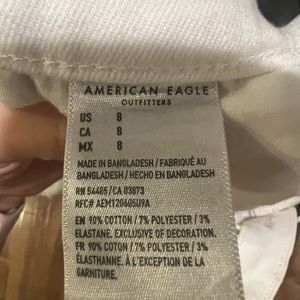 AMERICAN EAGLE
OUTFITTERS
US 8
CA 8
MX 8
MADE IN BANGLADESH / FABRIQUÉ AU
BANGLADESH / HECHO EN BANGLADESH
RN 54485/CA 03873
RFC# AEM120605U9A
EN 90% COTTON / 7% POLYESTER / 3%
ELASTANE. EXCLUSIVE OF DECORATION.
FR 90% COTON / 7% POLYESTER / 3%
ÉLASTHANNE. À L'EXCEPTION DE LA
GARNITURE.